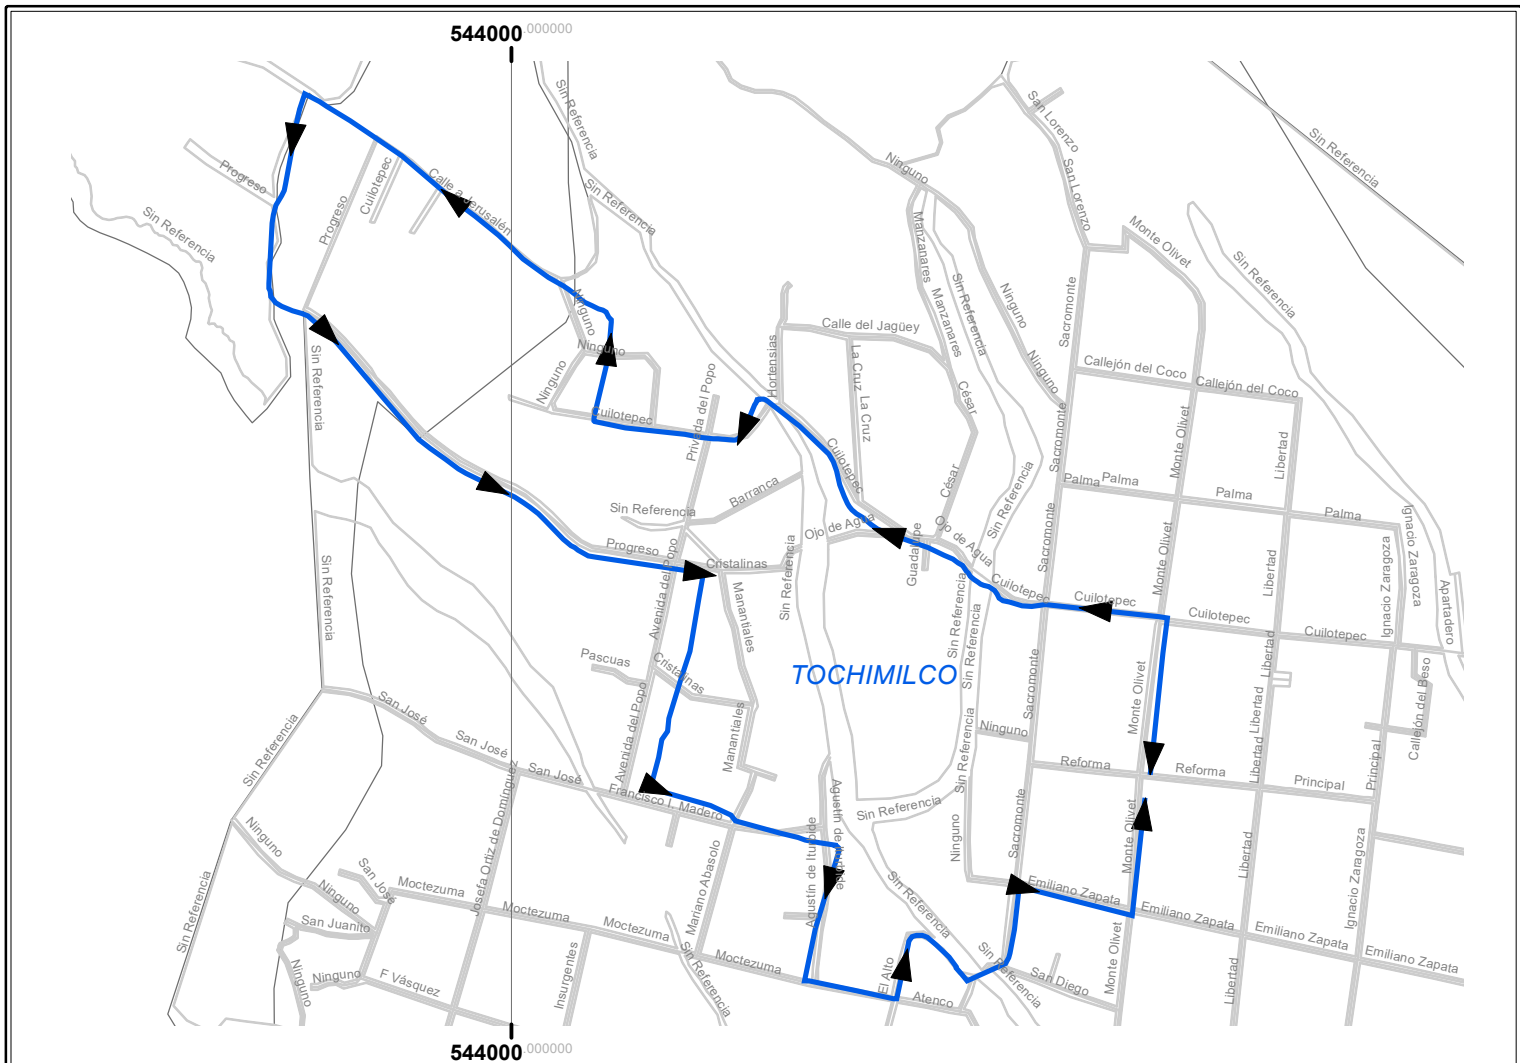 544000.000000
Sin Referencia
San Lorenzo
Sin Referencia
Ninguno
San Lorenzo
Progreso
Cuilotepec
Calle a Jerusalén
Sin Referencia
Sin Referencia
Progreso
Manzanares
Monte Olivet
Sin Referencia
Sin Referencia
Ninguno
Ninguno
Manzanares
Sacromonte
Calle del Jagüey
Sin Referencia
Ninguno
Ninguno
Hortensias
La Cruz
La Cruz
César
Ninguno
Callejón del Coco
Callejón del Coco
Cuilotepec
Privada del Popo
Cuilotepec
César
Sacromonte
Monte Olivet
Libertad
Sin Referencia
Barranca
Sin Referencia
Palma
Palma
Palma
Palma
Sin Referencia
Ojo de Agua
Ojo de Agua
Guadalupe
Sacromonte
Monte Olivet
Libertad
Ignacio Zaragoza
Ignacio Zaragoza
Apartadero
Progreso
Cristalinas
Avenida del Popo
Manantiales
Sin Referencia
Sin Referencia
Cuilotepec
Cuilotepec
Cuilotepec
Cuilotepec
Sin Referencia
Sin Referencia
TOCHIMILCO
Pascuas
Cristalinas
Avenida del Popo
Sacromonte
Monte Olivet
Libertad
Libertad
Callejón del Beso
San José
San José
San José
Sin Referencia
Manantiales
Avenida del Popo
Ninguno
Sin Referencia
Reforma
Reforma
Libertad
Principal
Principal
Francisco I. Madero
Josefa Ortiz de Domínguez
Agustín de Iturbide
Agustín de Iturbide
Sin Referencia
Ninguno
Sacromonte
Monte Olivet
Libertad
Ignacio Zaragoza
Ninguno
Ninguno
San José
San Juanito
Sin Referencia
Moctezuma
Moctezuma
Moctezuma
Moctezuma
Mariano Abasolo
Sin Referencia
Emiliano Zapata
Emiliano Zapata
Emiliano Zapata
Emiliano Zapata
Ninguno
Ninguno
F Vásquez
Insurgentes
Sin Referencia
El Alto
Atenco
Sin Referencia
San Diego
Monte Olivet
Libertad
544000.000000